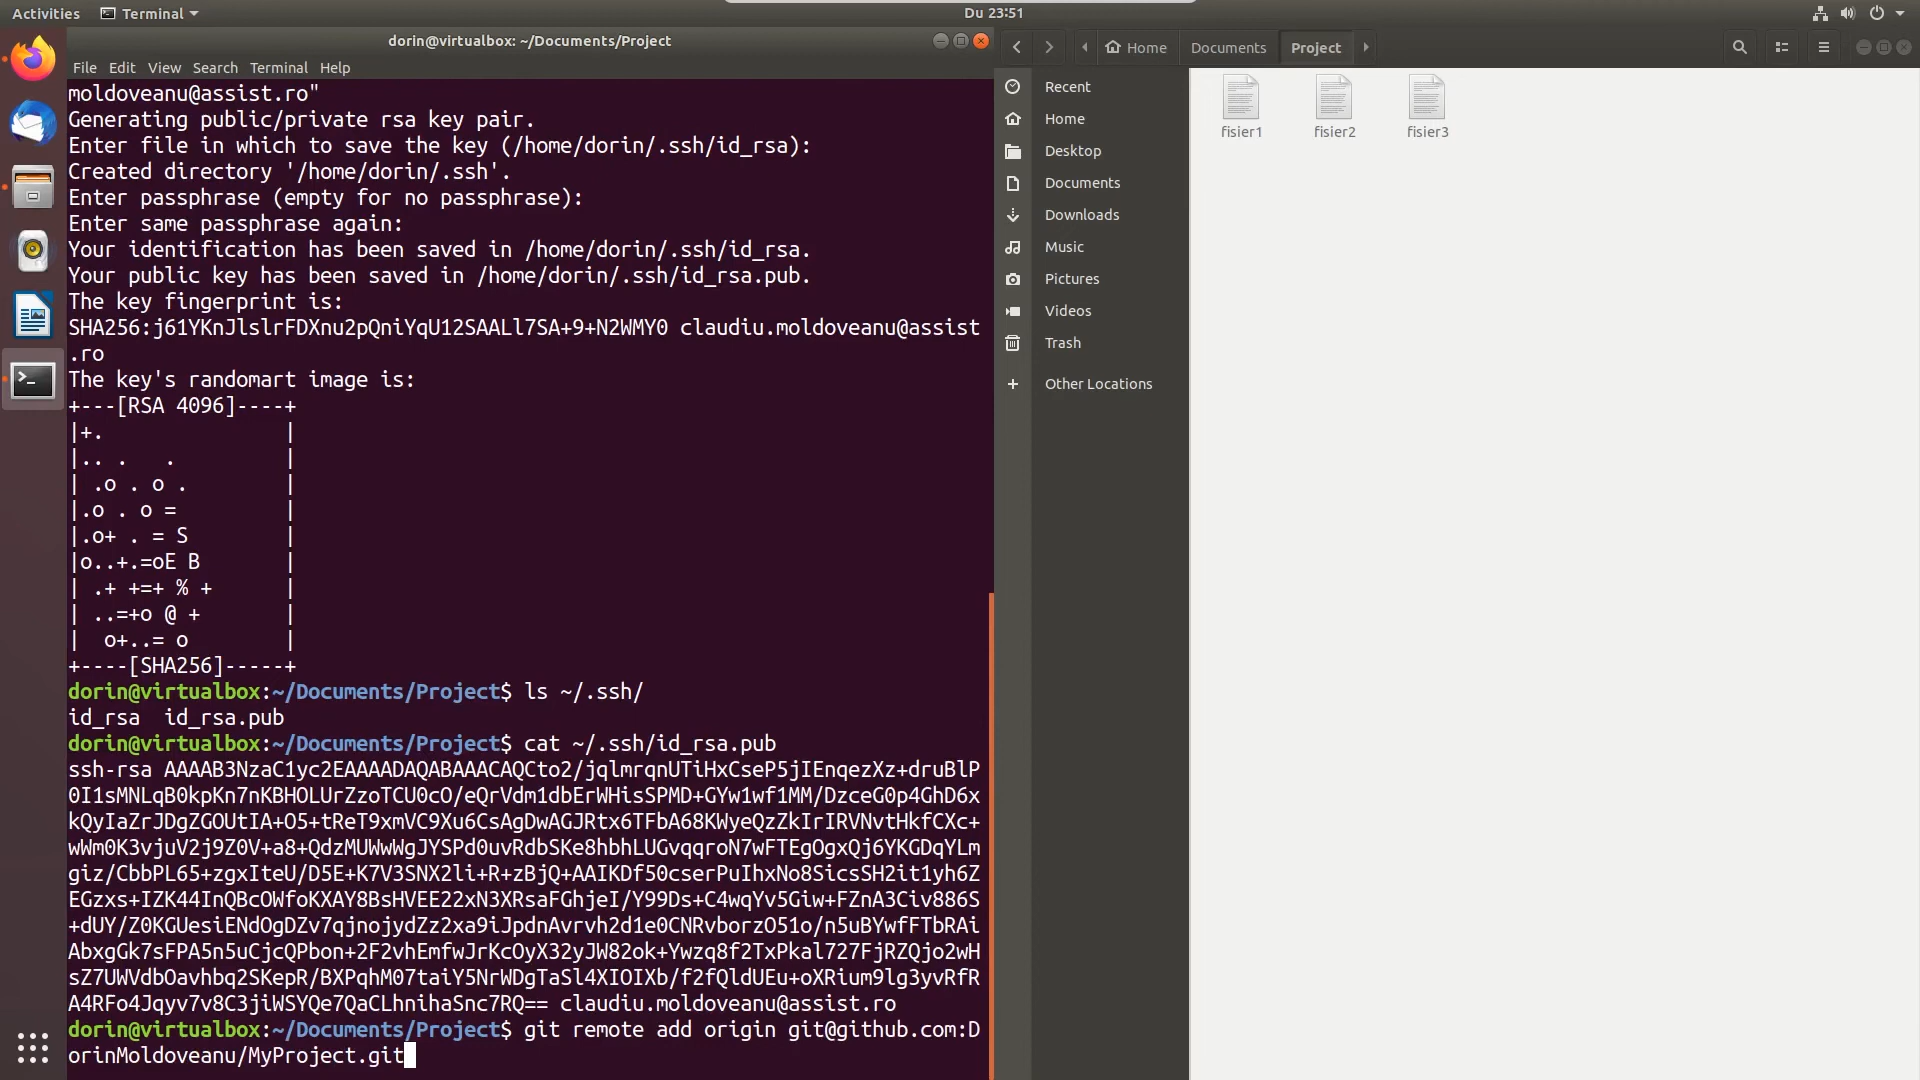 Activities
Terminal
Du 23:51
dorin@virtualbox: ~/Documents/Project
File Edit View Search Terminal Help
moldoveanu@assist.ro"
Generating public/private rsa key pair.
Enter file in which to save the key (/home/dorin/.ssh/id_rsa):
Created directory '/home/dorin/.ssh'.
Enter passphrase (empty for no passphrase):
Enter same passphrase again:
Your identification has been saved in /home/dorin/.ssh/id_rsa.
Your public key has been saved in /home/dorin/.ssh/id_rsa.pub.
The key fingerprint is:
SHA256:j61YKnJlslrFDXnu2pQniYqU12SAALl7SA+9+N2WMY0 claudiu.moldoveanu@assist
.ro
The key's randomart image is:
+---[RSA 4096]----+
|+.               |
|.. .   .         |
| .o . o .        |
|.o . o =         |
|.o+ . = S        |
|o..+.=oE B       |
| .+ +=+ % +      |
| ..=+o @ +       |
|  o+..= o        |
+----[SHA256]-----+
dorin@virtualbox:~/Documents/Project$ ls ~/.ssh/
id_rsa  id_rsa.pub
dorin@virtualbox:~/Documents/Project$ cat ~/.ssh/id_rsa.pub
ssh-rsa AAAAB3NzaC1yc2EAAAADAQABAAACAQCto2/jqlmrqnUTiHxCseP5jIEnqezXz+druBlP
0I1sMNLqB0kpKn7nKBHOLUrZzoTCU0cO/eQrVdm1dbErWHisSPMD+GYw1wf1MM/DzceG0p4GhD6x
kQyIaZrJDgZGOUtIA+O5+tReT9xmVC9Xu6CsAgDwAGJRtx6TFbA68KWyeQzZkIrIRVNvtHkfCXc+
wWm0K3vjuV2j9Z0V+a8+QdzMUWwWgJYSPd0uvRdbSKe8hbhLUGvqqroN7wFTEgOgxQj6YKGDqYLm
giz/CbbPL65+zgxIteU/D5E+K7V3SNX2li+R+zBjQ+AAIKDf50cserPuIhxNo8SicsSH2it1yh6Z
EGzxs+IZK44InQBcOWfoKXAY8BsHVEE22xN3XRsaFGhjeI/Y99Ds+C4wqYv5Giw+FZnA3Civ886S
+dUY/Z0KGUesiENdOgDZv7qjnojydZz2xa9iJpdnAvrvh2d1e0CNRvborzO51o/n5uBYwfFTbRAi
AbxgGk7sFPA5n5uCjcQPbon+2F2vhEmfwJrKcOyX32yJW82ok+Ywzq8f2TxPkal727FjRZQjo2wH
sZ7UWVdbOavhbq2SKepR/BXPqhM07taiY5NrWDgTaSl4XIOIXb/f2fQldUEu+oXRium9lg3yvRfR
A4RFo4Jqyv7v8C3jiWSYQe7QaCLhnihaSnc7RQ== claudiu.moldoveanu@assist.ro
dorin@virtualbox:~/Documents/Project$ git remote add origin git@github.com:D
orinMoldoveanu/MyProject.git
Home
Documents
Project
Recent
Home
Desktop
Documents
Downloads
Music
Pictures
Videos
Trash
Other Locations
fisier1
fisier2
fisier3